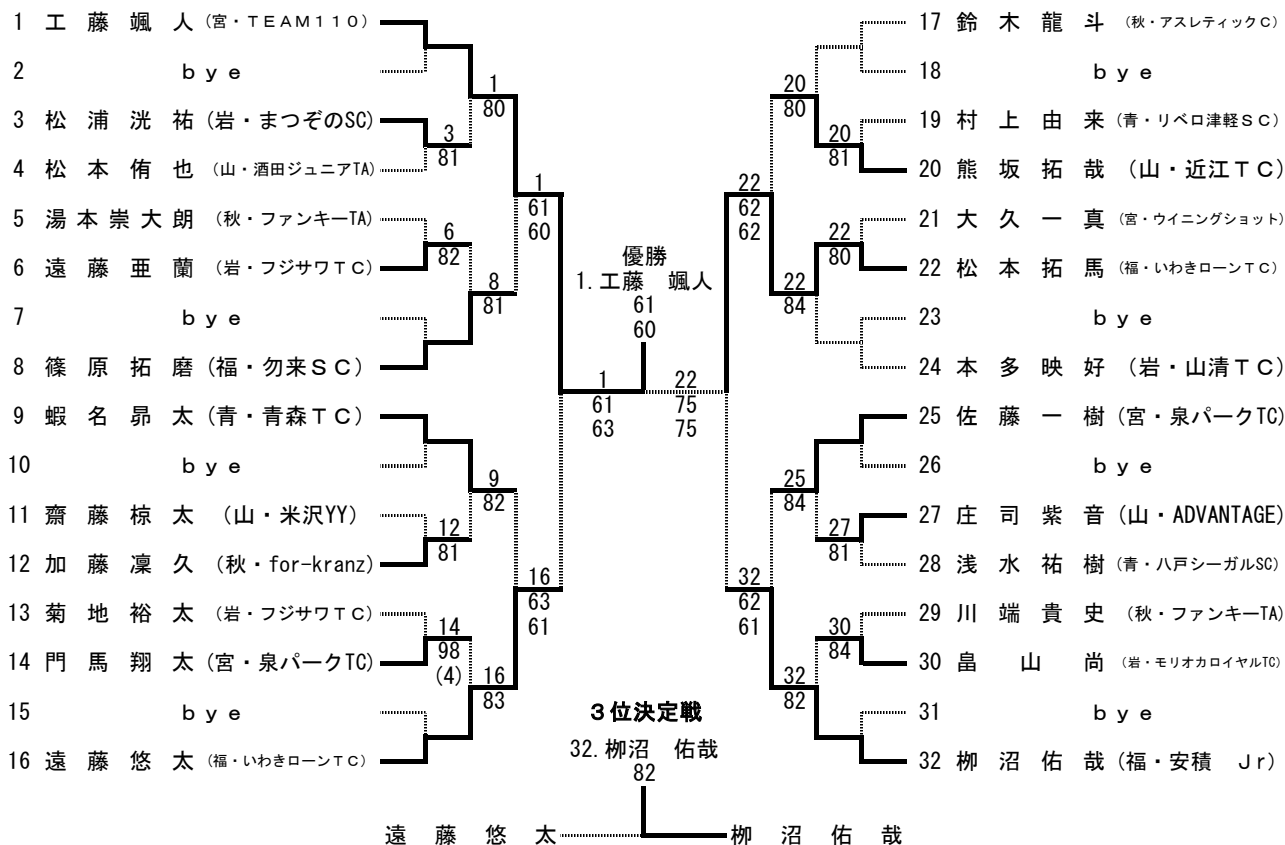 1 工藤颯人 (宮・TEAM110)
2 bye
1
80
3 松浦洸祐 (岩・まつぞのSC)
3
81
4 松本侑也 (山・酒田ジュニアTA)
1
61
60
5 湯本崇大朗 (秋・ファンキーTA)
6
82
6 遠藤亜蘭 (岩・フジサワTC)
8
81
7 bye
8 篠原拓磨 (福・勿来SC)
1
61
63
9 蝦名昴太 (青・青森TC)
10 bye
9
82
11 齋藤椋太 (山・米沢YY)
12
81
12 加藤凜久 (秋・for-kranz)
16
63
61
13 菊地裕太 (岩・フジサワTC)
14
98
(4)
14 門馬翔太 (宮・泉パークTC)
16
83
15 bye
16 遠藤悠太 (福・いわきローンTC)
優勝
1.工藤 颯人
61
60
17 鈴木龍斗 (秋・アスレティックC)
18 bye
20
80
19 村上由来 (青・リベロ津軽SC)
20
81
20 熊坂拓哉 (山・近江TC)
22
62
62
21 大久一真 (宮・ウイニングショット)
22
80
22 松本拓馬 (福・いわきローンTC)
22
84
23 bye
24 本多映好 (岩・山清TC)
22
75
75
25 佐藤一樹 (宮・泉パークTC)
26 bye
25
84
27 庄司紫音 (山・ADVANTAGE)
27
81
28 浅水祐樹 (青・八戸シーガルSC)
32
62
61
29 川端貴史 (秋・ファンキーTA)
30
84
30 畠山尚 (岩・モリオカロイヤルTC)
32
82
31 bye
32 栁沼佑哉 (福・安積 Jr)
3位決定戦
32.栁沼 佑哉
82
遠藤悠太 栁沼佑哉